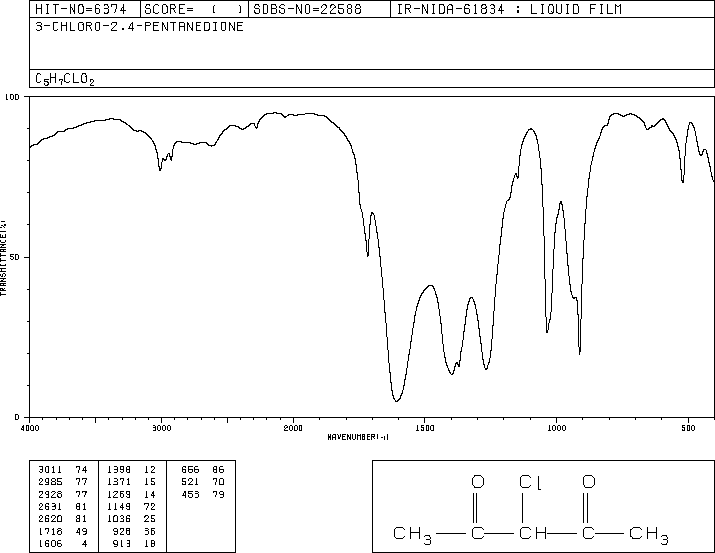 HIT-NO=6374 SCORE= ( ) SDBS-NO=22588 IR-NIDA-61834 : LIQUID FILM
3-CHLORO-2.4-PENTANEDIONE
C5H7CLO2
100
50
0
TRANSMITTANCE(%)
4000 3000 2000 1500 1000 500
WAVENUMBER(-1)
3011 74 1398 12 656 86
2985 77 1371 15 521 70
2928 77 1269 14 453 79
2691 81 1149 72
2620 81 1036 25
1718 49 928 36
1606 4 913 18
O Cl O
CH3 — C — CH — C — CH3